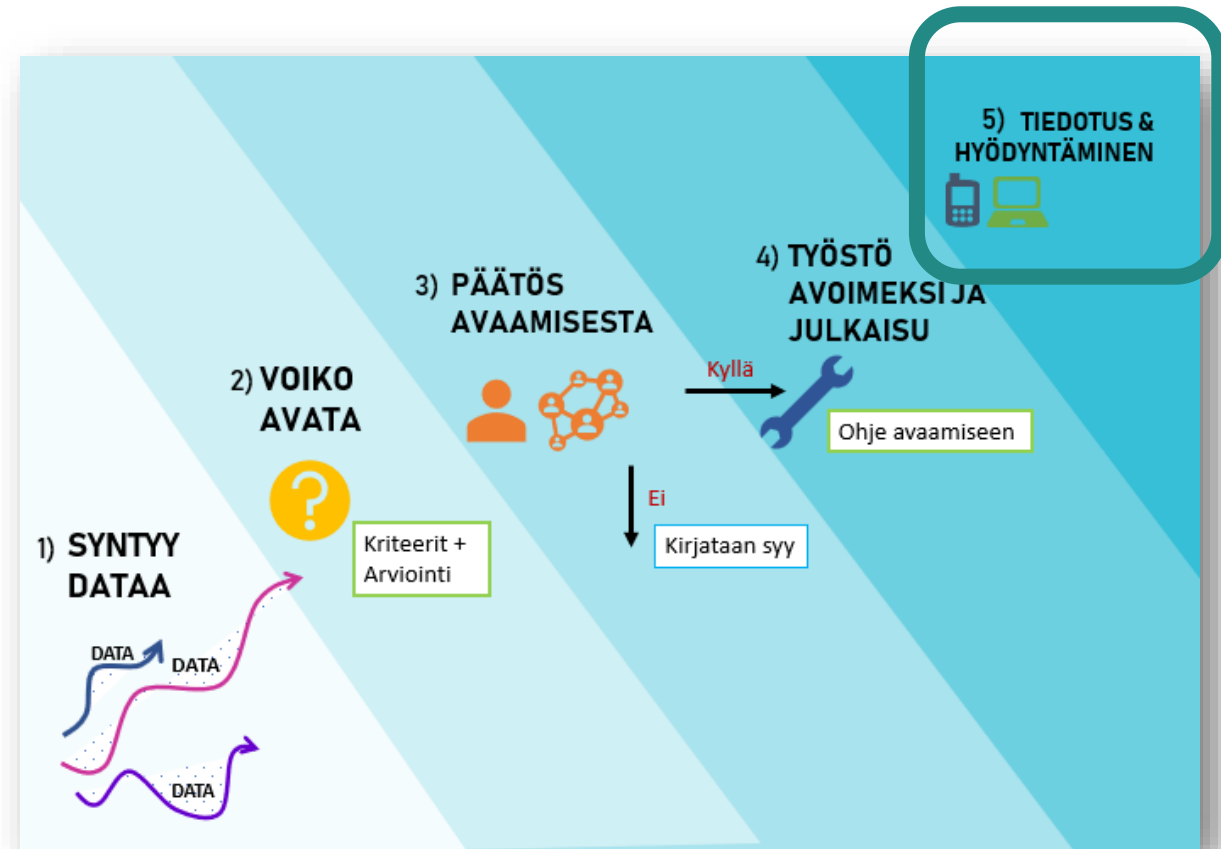 1) SYNTYY
DATAA
DATA
DATA
DATA
2) VOIKO
AVATA
Kriteerit +
Arviointi
3) PÄÄTÖS
AVAAMISESTA
Kyllä
Ei
Kirjataan syy
4) TYÖSTÖ
AVOIMEKSI JA
JULKAISU
Ohje avaamiseen
5) TIEDOTUS &
HYÖDYNTÄMINEN